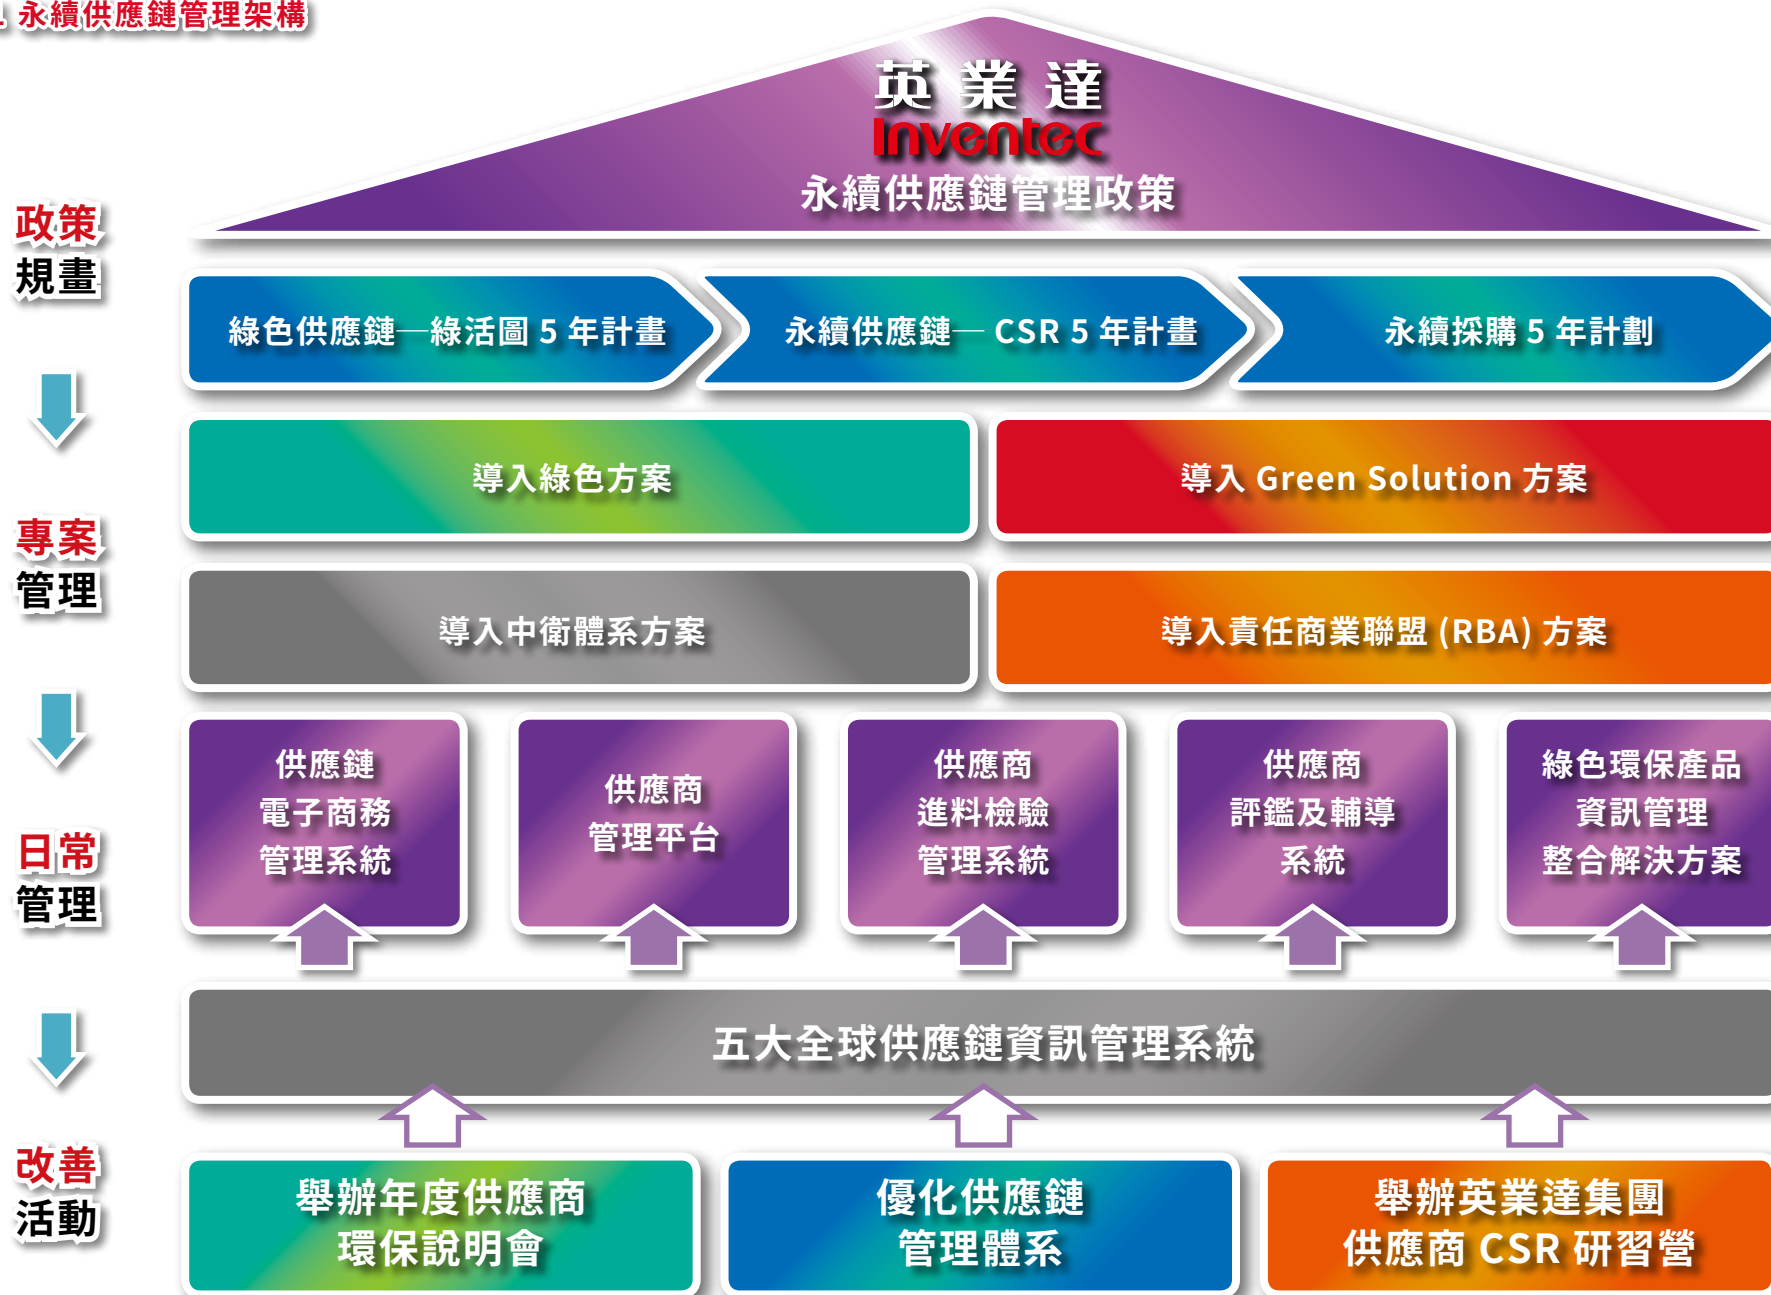 永續供應鏈管理架構
英業達
Inventec
永續供應鏈管理政策
政策
規畫
綠色供應鏈─綠活圖 5 年計畫
永續供應鏈─ CSR 5 年計畫
永續採購 5 年計劃
專案
管理
導入綠色方案
導入 Green Solution 方案
導入中衛體系方案
導入責任商業聯盟 (RBA) 方案
日常
管理
供應鏈
電子商務
管理系統
供應商
管理平台
供應商
進料檢驗
管理系統
供應商
評鑑及輔導
系統
綠色環保產品
資訊管理
整合解決方案
五大全球供應鏈資訊管理系統
改善
活動
舉辦年度供應商
環保說明會
優化供應鏈
管理體系
舉辦英業達集團
供應商 CSR 研習營